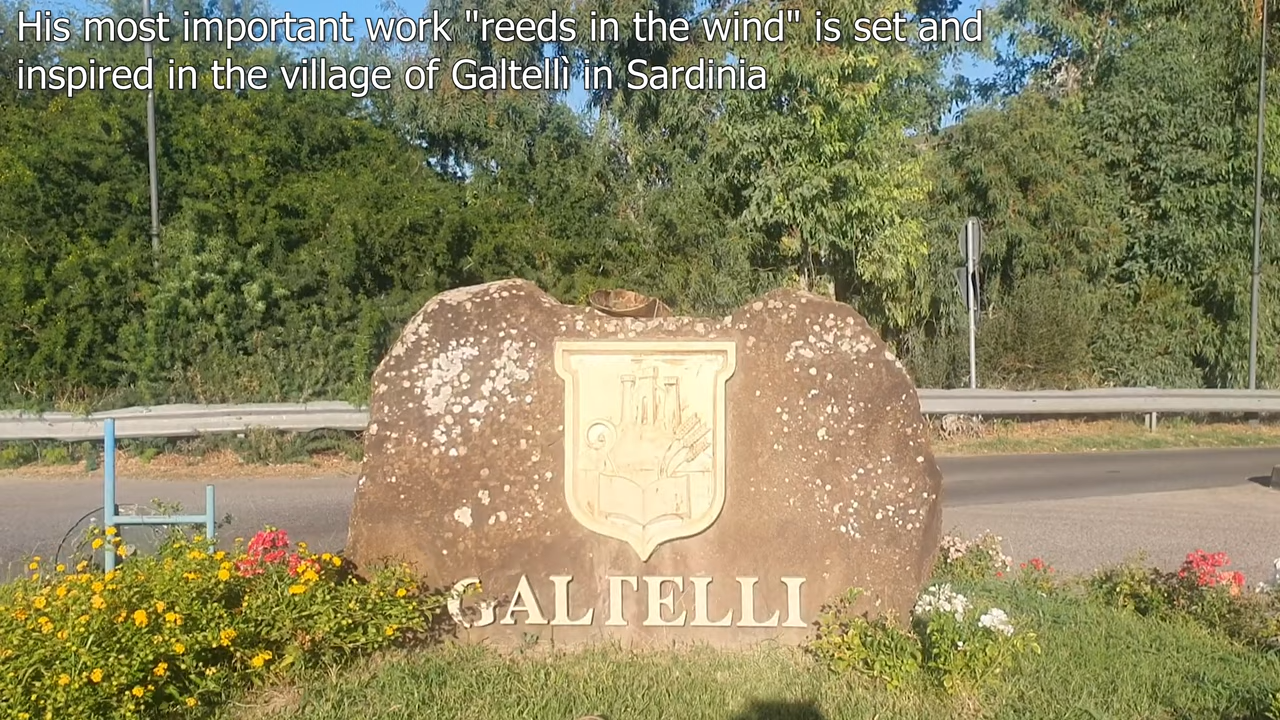 His most important work "reeds in the wind" is set and
inspired in the village of Galtellì in Sardinia
GALTELLI